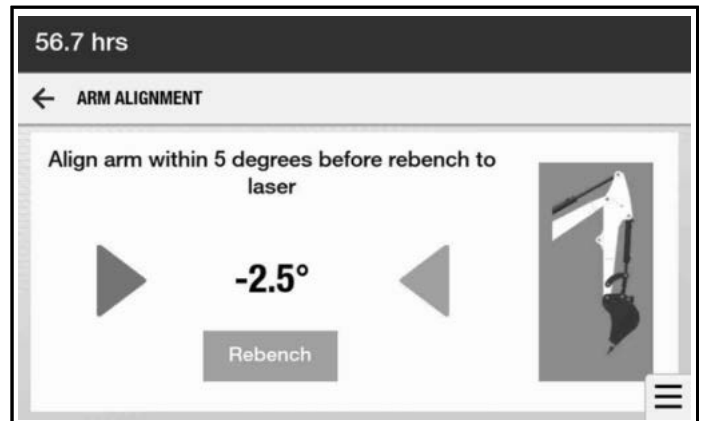 56.7 hrs
ARM ALIGNMENT
Align arm within 5 degrees before rebench to
laser
-2.5°
Rebench